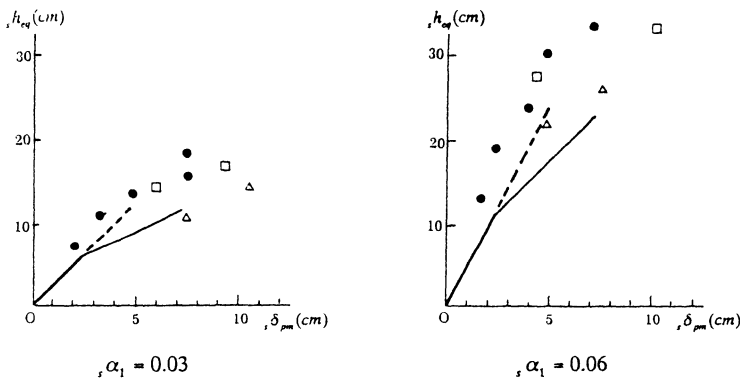 ₛh_eq(cm)
30
20
10
O
5
10
ₛδ_pm(cm)
ₛα₁ = 0.03
ₛh_eq(cm)
30
20
10
O
5
10
ₛδ_pm(cm)
ₛα₁ = 0.06